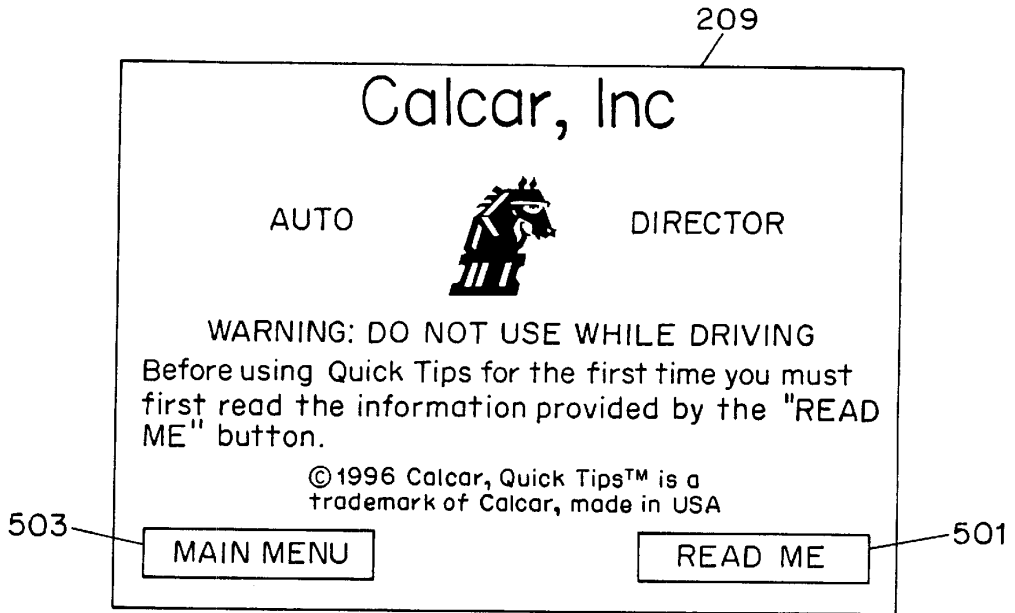 209
Calcar, Inc
AUTO DIRECTOR
WARNING: DO NOT USE WHILE DRIVING
Before using Quick Tips for the first time you must
first read the information provided by the "READ
ME" button.
©1996 Calcar, Quick Tips™ is a
trademark of Calcar, made in USA
503 MAIN MENU READ ME 501